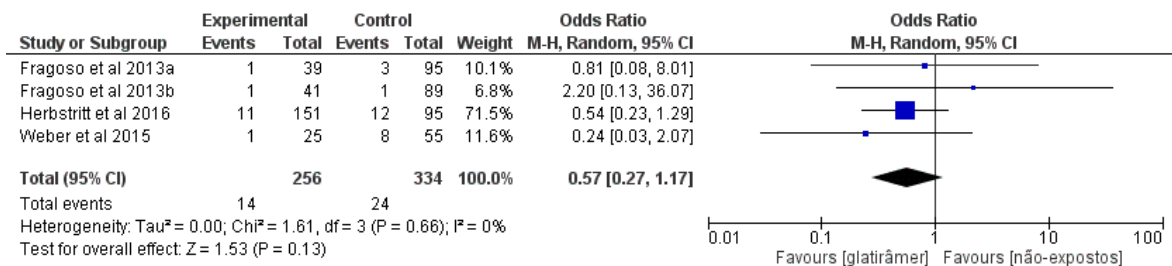 Experimental Control Odds Ratio Odds Ratio
Study or Subgroup Events Total Events Total Weight M-H, Random, 95% CI M-H, Random, 95% CI
Fragoso et al 2013a 1 39 3 95 10.1% 0.81 [0.08, 8.01]
Fragoso et al 2013b 1 41 1 89 6.8% 2.20 [0.13, 36.07]
Herbstritt et al 2016 11 151 12 95 71.5% 0.54 [0.23, 1.29]
Weber et al 2015 1 25 8 55 11.6% 0.24 [0.03, 2.07]
Total (95% CI) 256 334 100.0% 0.57 [0.27, 1.17]
Total events 14 24
Heterogeneity: Tau² = 0.00; Chi² = 1.61, df = 3 (P = 0.66); I² = 0%
Test for overall effect: Z = 1.53 (P = 0.13)
0.01 0.1 1 10 100
Favours [glatirâmer] Favours [não-expostos]